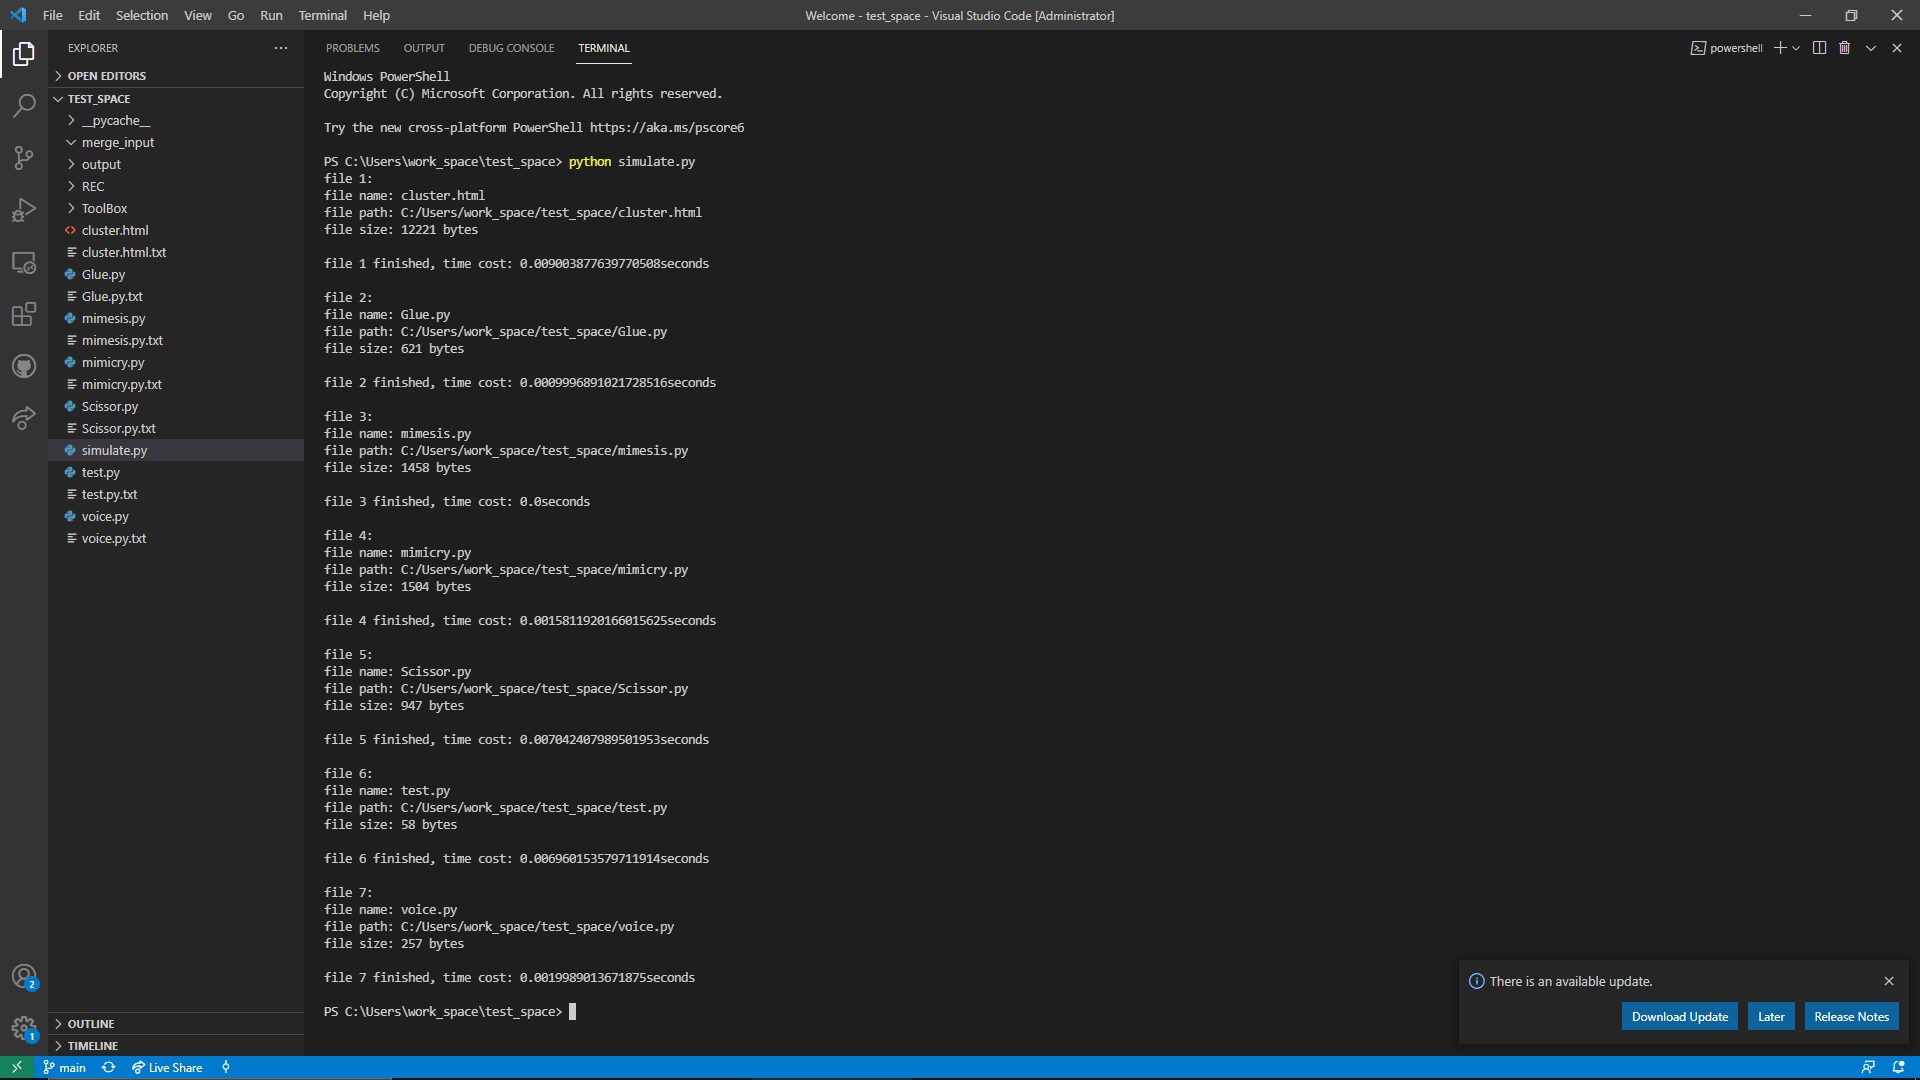 File Edit Selection View Go Run Terminal Help
Welcome - test_space - Visual Studio Code [Administrator]
EXPLORER
OPEN EDITORS
TEST_SPACE
__pycache__
merge_input
output
REC
ToolBox
cluster.html
cluster.html.txt
Glue.py
Glue.py.txt
mimesis.py
mimesis.py.txt
mimicry.py
mimicry.py.txt
Scissor.py
Scissor.py.txt
simulate.py
test.py
test.py.txt
voice.py
voice.py.txt
OUTLINE
TIMELINE
2
1
PROBLEMS OUTPUT DEBUG CONSOLE TERMINAL
powershell
Windows PowerShell
Copyright (C) Microsoft Corporation. All rights reserved.
Try the new cross-platform PowerShell https://aka.ms/pscore6
PS C:\Users\work_space\test_space> python simulate.py
file 1:
file name: cluster.html
file path: C:/Users/work_space/test_space/cluster.html
file size: 12221 bytes
file 1 finished, time cost: 0.009003877639770508seconds
file 2:
file name: Glue.py
file path: C:/Users/work_space/test_space/Glue.py
file size: 621 bytes
file 2 finished, time cost: 0.0009996891021728516seconds
file 3:
file name: mimesis.py
file path: C:/Users/work_space/test_space/mimesis.py
file size: 1458 bytes
file 3 finished, time cost: 0.0seconds
file 4:
file name: mimicry.py
file path: C:/Users/work_space/test_space/mimicry.py
file size: 1504 bytes
file 4 finished, time cost: 0.0015811920166015625seconds
file 5:
file name: Scissor.py
file path: C:/Users/work_space/test_space/Scissor.py
file size: 947 bytes
file 5 finished, time cost: 0.007042407989501953seconds
file 6:
file name: test.py
file path: C:/Users/work_space/test_space/test.py
file size: 58 bytes
file 6 finished, time cost: 0.006960153579711914seconds
file 7:
file name: voice.py
file path: C:/Users/work_space/test_space/voice.py
file size: 257 bytes
file 7 finished, time cost: 0.0019989013671875seconds
PS C:\Users\work_space\test_space>
There is an available update.
Download Update Later Release Notes
main Live Share